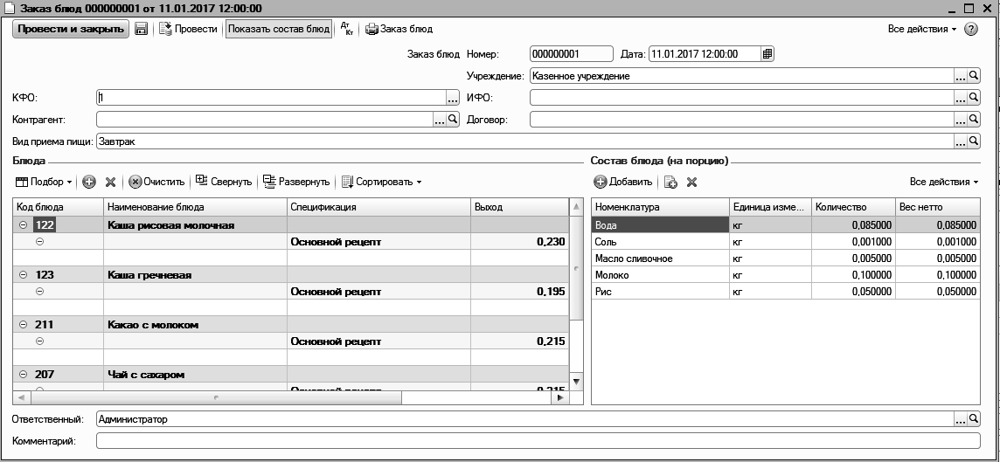 Заказ блюд 000000001 от 11.01.2017 12:00:00
Провести и закрыть Провести Показать состав блюд Дт Кт Заказ блюд Все действия ?
Заказ блюд Номер: 000000001 Дата: 11.01.2017 12:00:00
Учреждение: Казенное учреждение ...
КФО: 1 ... ИФО: ...
Контрагент: ... Договор: ...
Вид приема пищи: Завтрак ...
Блюда
Подбор Очистить Свернуть Развернуть Сортировать
Код блюда Наименование блюда Спецификация Выход
122 Каша рисовая молочная
Основной рецепт 0,230
123 Каша гречневая
Основной рецепт 0,195
211 Какао с молоком
Основной рецепт 0,215
207 Чай с сахаром
Основной рецепт 0,215
Состав блюда (на порцию)
Добавить Все действия
Номенклатура Единица изме... Количество Вес нетто
Вода кг 0,085000 0,085000
Соль кг 0,001000 0,001000
Масло сливочное кг 0,005000 0,005000
Молоко кг 0,100000 0,100000
Рис кг 0,050000 0,050000
Ответственный: Администратор ...
Комментарий: